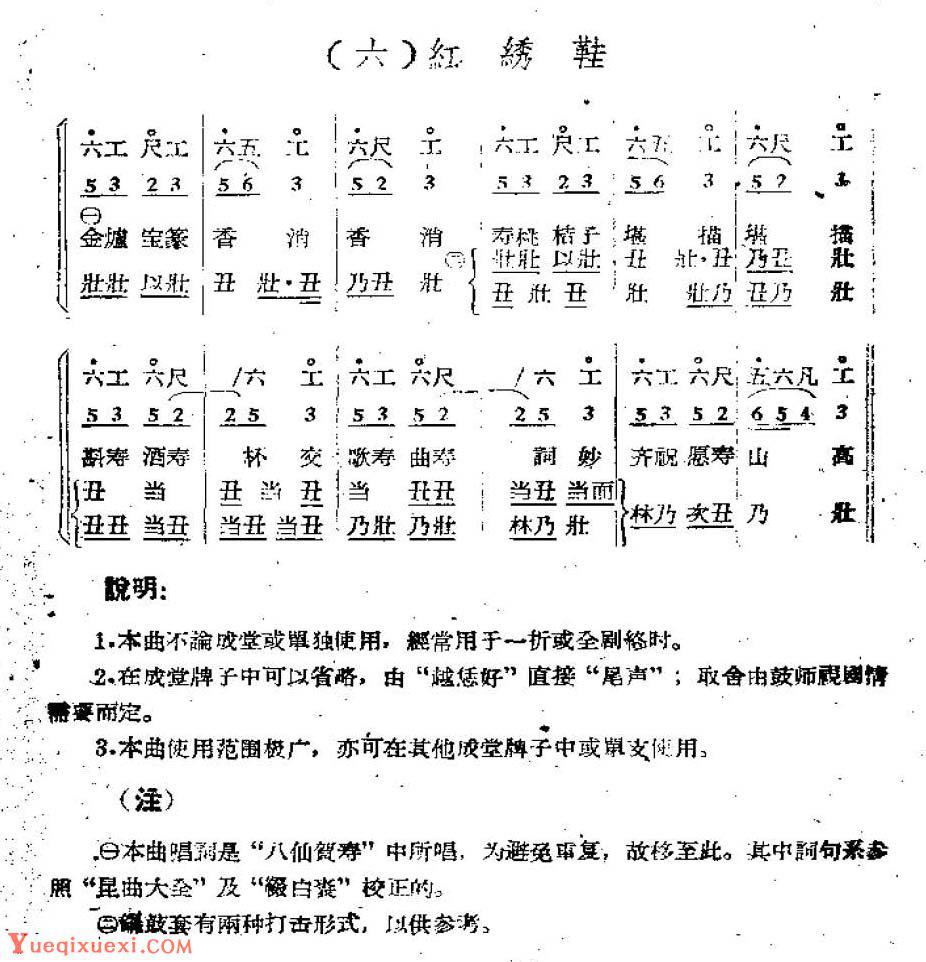 (六)紅 綉 鞋
六工 尺工 六五 工 六尺 工 六工 尺工 六五 工 六尺 工
5 3 2 3 5 6 3 5 2 3 5 3 2 3 5 6 3 5 2 3
㊀
金爐 宝篆 香 消 香 消 寿桃 桔子 堪 描 堪 描
㊁ 壯壯 以壯 丑 壯·丑 乃丑 壯
壯壯 以壯 丑 壯·丑 乃丑 壯 丑 壯 丑 壯 壯乃 丑乃 壯
六工 六尺 /六 工 六工 六尺 /六 工 六工 六尺 五六凡 工
5 3 5 2 2 5 3 5 3 5 2 2 5 3 5 3 5 2 6 5 4 3
斟寿 酒寿 杯 交 歌寿 曲寿 詞 妙 齐祝 愿寿 山 高
丑 当 丑 当 丑 当 丑丑 当丑 当而
丑丑 当丑 当丑 当丑 乃壯 乃壯 林乃 壯 林乃 次丑 乃 壯
說明:
1.本曲不論成堂或單独使用，經常用于一折或全剧終时。
2.在成堂牌子中可以省略，由“越恁好”直接“尾声”；取舍由鼓师視國情
需要而定。
3.本曲使用范围极广，亦可在其他成堂牌子中或單支使用。
(注)
㊀本曲唱詞是“八仙賀寿”中所唱，为避免重复，故移至此。其中詞句系参
照“昆曲大全”及“綴白裘”校正的。
㊁鑼鼓套有兩种打击形式，以供参考。
Yueqixuexi.com